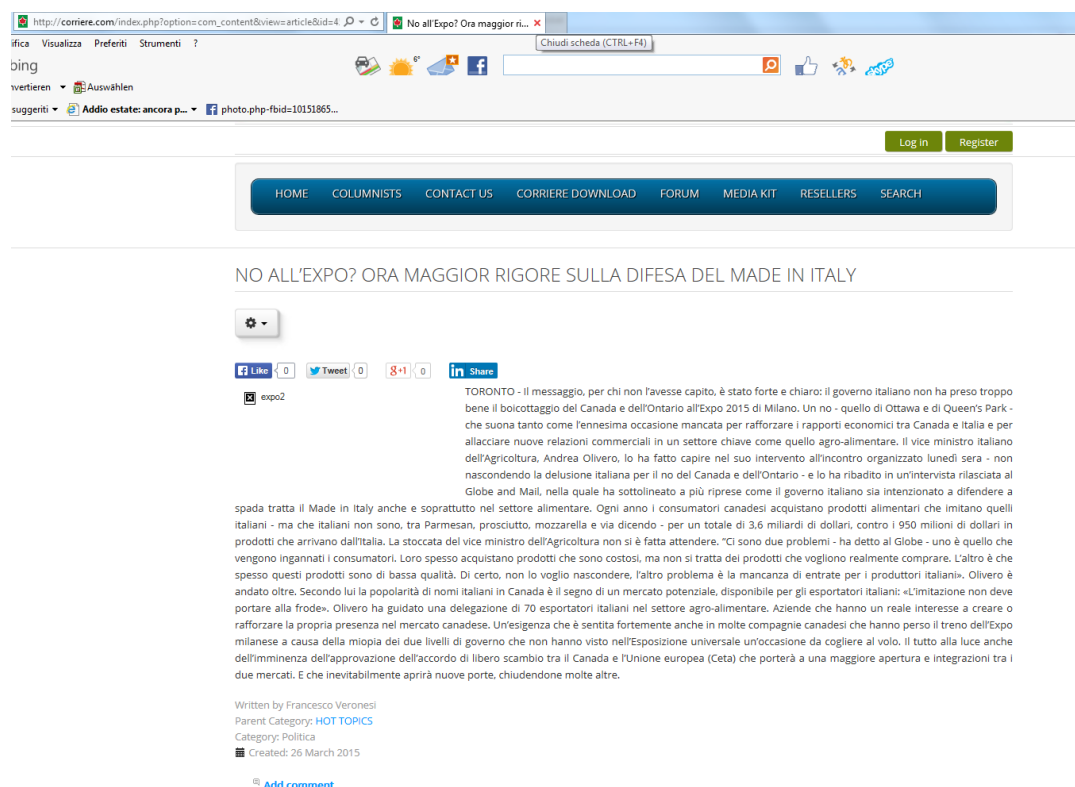 http://corriere.com/index.php?option=com_content&view=article&id=4
No all'Expo? Ora maggior ri...
Chiudi scheda (CTRL+F4)
ifica Visualizza Preferiti Strumenti ?
bing
6°
nvertieren Auswählen
suggeriti Addio estate: ancora p... photo.php-fbid=10151865...
Log in Register
HOME COLUMNISTS CONTACT US CORRIERE DOWNLOAD FORUM MEDIA KIT RESELLERS SEARCH
NO ALL'EXPO? ORA MAGGIOR RIGORE SULLA DIFESA DEL MADE IN ITALY
Like 0 Tweet 0 +1 0 in Share
expo2
TORONTO - Il messaggio, per chi non l'avesse capito, è stato forte e chiaro: il governo italiano non ha preso troppo
bene il boicottaggio del Canada e dell'Ontario all'Expo 2015 di Milano. Un no - quello di Ottawa e di Queen's Park -
che suona tanto come l'ennesima occasione mancata per rafforzare i rapporti economici tra Canada e Italia e per
allacciare nuove relazioni commerciali in un settore chiave come quello agro-alimentare. Il vice ministro italiano
dell'Agricoltura, Andrea Olivero, lo ha fatto capire nel suo intervento all'incontro organizzato lunedì sera - non
nascondendo la delusione italiana per il no del Canada e dell'Ontario - e lo ha ribadito in un'intervista rilasciata al
Globe and Mail, nella quale ha sottolineato a più riprese come il governo italiano sia intenzionato a difendere a
spada tratta il Made in Italy anche e soprattutto nel settore alimentare. Ogni anno i consumatori canadesi acquistano prodotti alimentari che imitano quelli
italiani - ma che italiani non sono, tra Parmesan, prosciutto, mozzarella e via dicendo - per un totale di 3,6 miliardi di dollari, contro i 950 milioni di dollari in
prodotti che arrivano dall'Italia. La stoccata del vice ministro dell'Agricoltura non si è fatta attendere. "Ci sono due problemi - ha detto al Globe - uno è quello che
vengono ingannati i consumatori. Loro spesso acquistano prodotti che sono costosi, ma non si tratta dei prodotti che vogliono realmente comprare. L'altro è che
spesso questi prodotti sono di bassa qualità. Di certo, non lo voglio nascondere, l'altro problema è la mancanza di entrate per i produttori italiani». Olivero è
andato oltre. Secondo lui la popolarità di nomi italiani in Canada è il segno di un mercato potenziale, disponibile per gli esportatori italiani: «L'imitazione non deve
portare alla frode». Olivero ha guidato una delegazione di 70 esportatori italiani nel settore agro-alimentare. Aziende che hanno un reale interesse a creare o
rafforzare la propria presenza nel mercato canadese. Un'esigenza che è sentita fortemente anche in molte compagnie canadesi che hanno perso il treno dell'Expo
milanese a causa della miopia dei due livelli di governo che non hanno visto nell'Esposizione universale un'occasione da cogliere al volo. Il tutto alla luce anche
dell'imminenza dell'approvazione dell'accordo di libero scambio tra il Canada e l'Unione europea (Ceta) che porterà a una maggiore apertura e integrazioni tra i
due mercati. E che inevitabilmente aprirà nuove porte, chiudendone molte altre.
Written by Francesco Veronesi
Parent Category: HOT TOPICS
Category: Politica
Created: 26 March 2015
Add comment